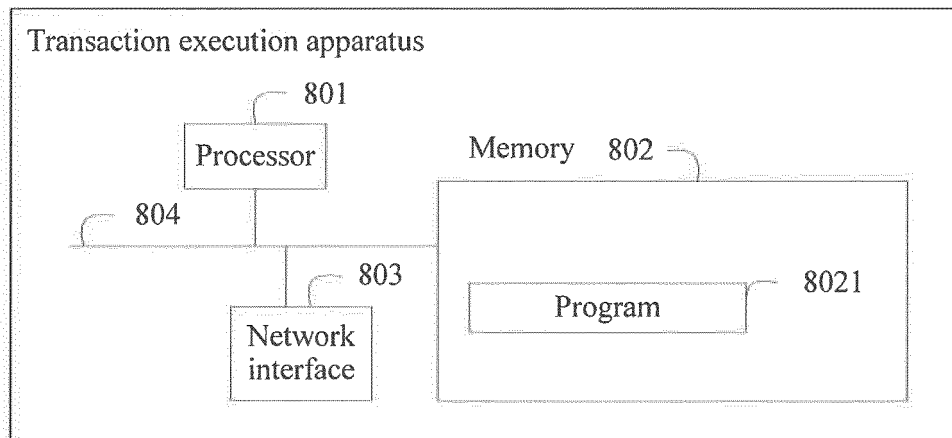 Transaction execution apparatus
801
Processor
Memory 802
804
803
8021
Program
Network
interface